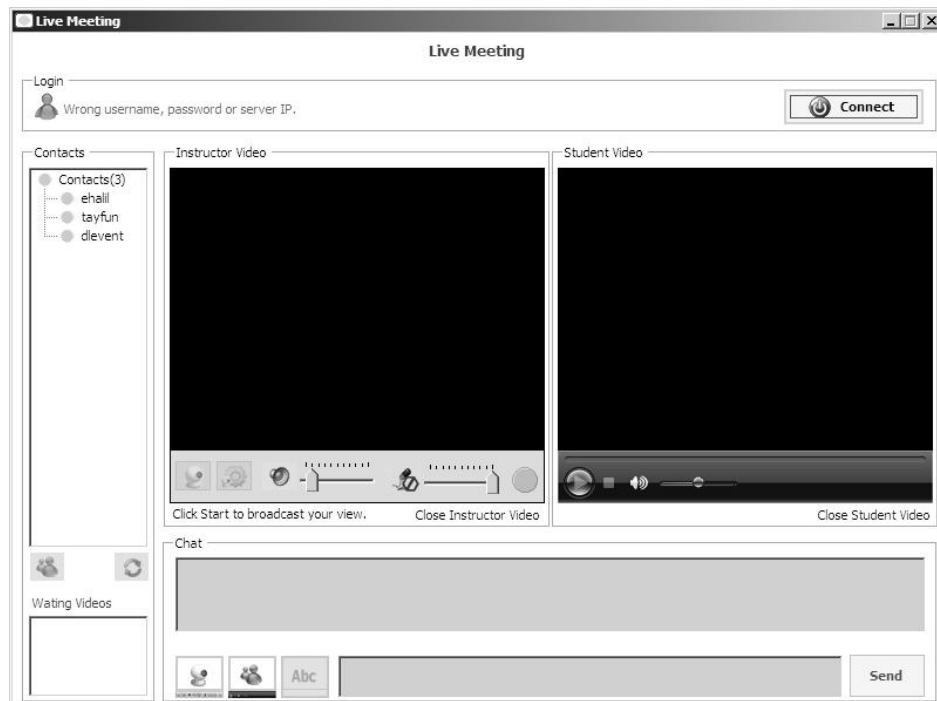 Live Meeting
Live Meeting
Login
Wrong username, password or server IP.
Connect
Contacts
Contacts(3)
ehalil
tayfun
dlevent
Instructor Video
Student Video
Click Start to broadcast your view.
Close Instructor Video
Close Student Video
Wating Videos
Chat
Abc
Send